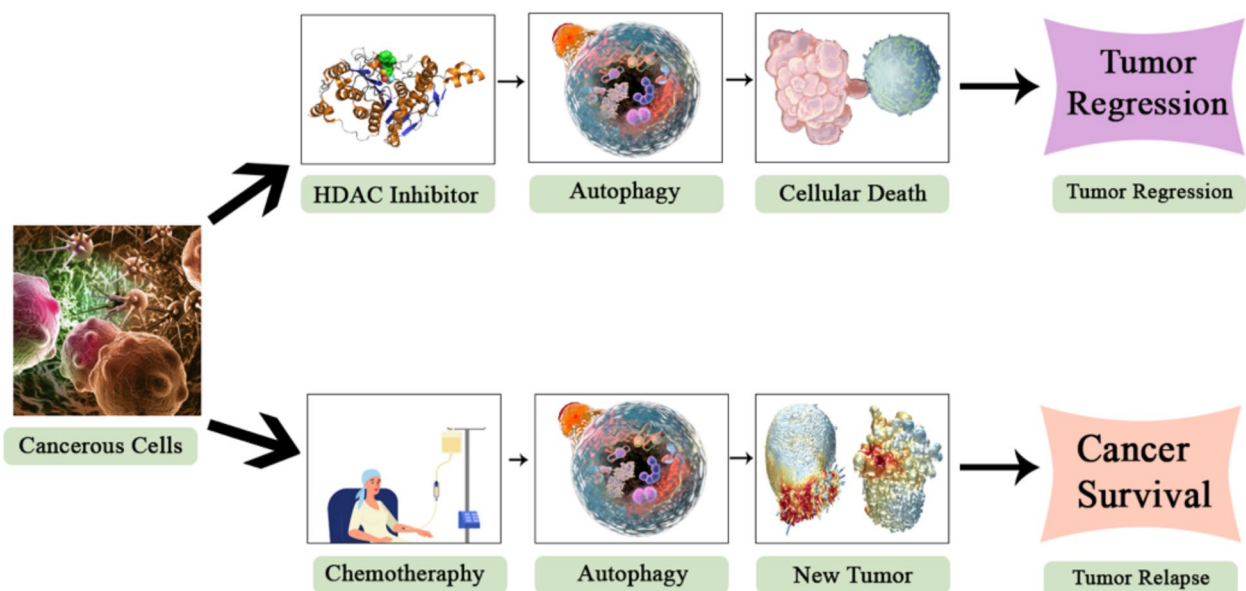 Tumor
Regression
HDAC Inhibitor
Autophagy
Cellular Death
Tumor Regression
Cancerous Cells
Cancer
Survival
Chemotheraphy
Autophagy
New Tumor
Tumor Relapse